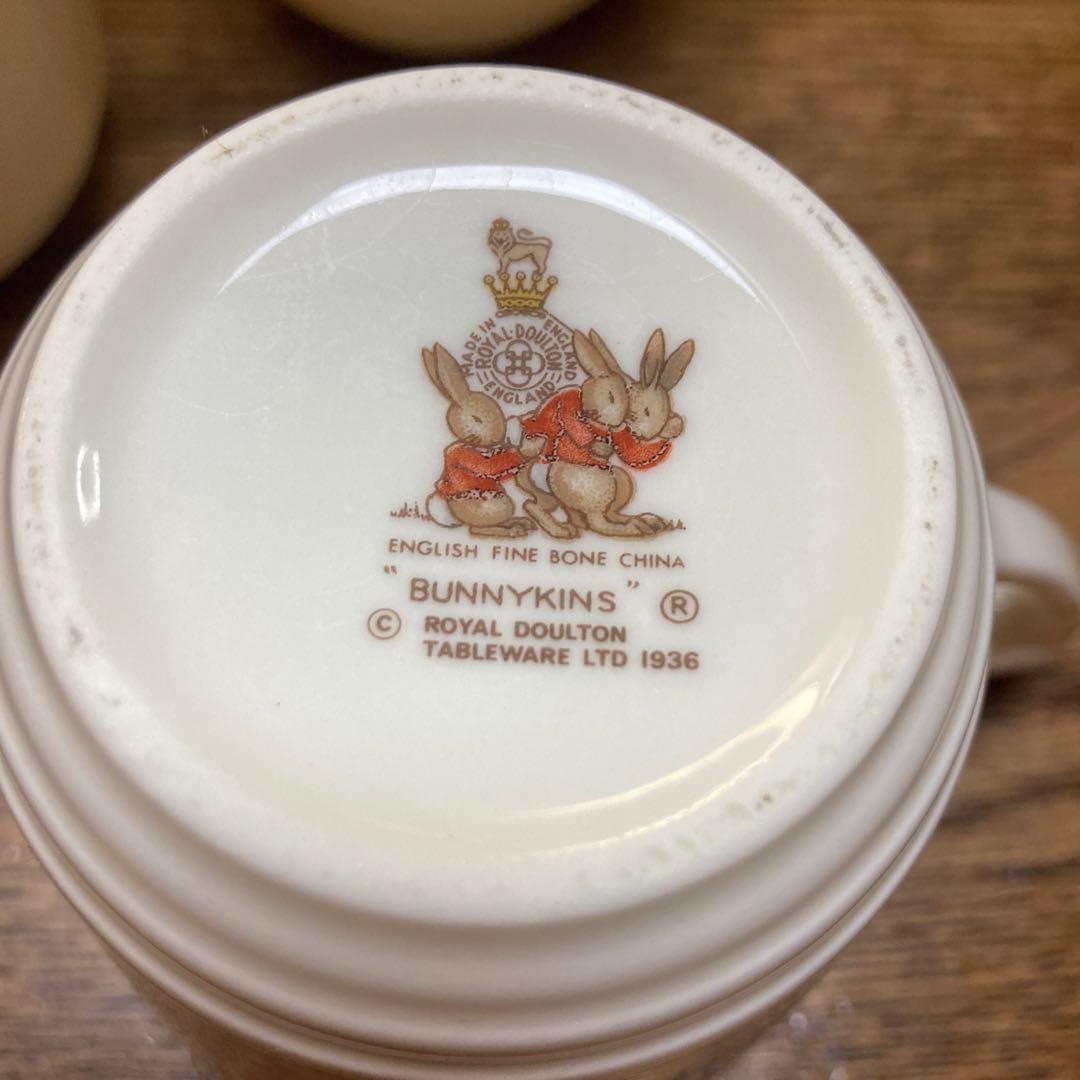 MADE IN ENGLAND
ROYAL·DOULTON
ENGLAND
ENGLISH FINE BONE CHINA
"BUNNYKINS" ®
© ROYAL DOULTON
TABLEWARE LTD 1936